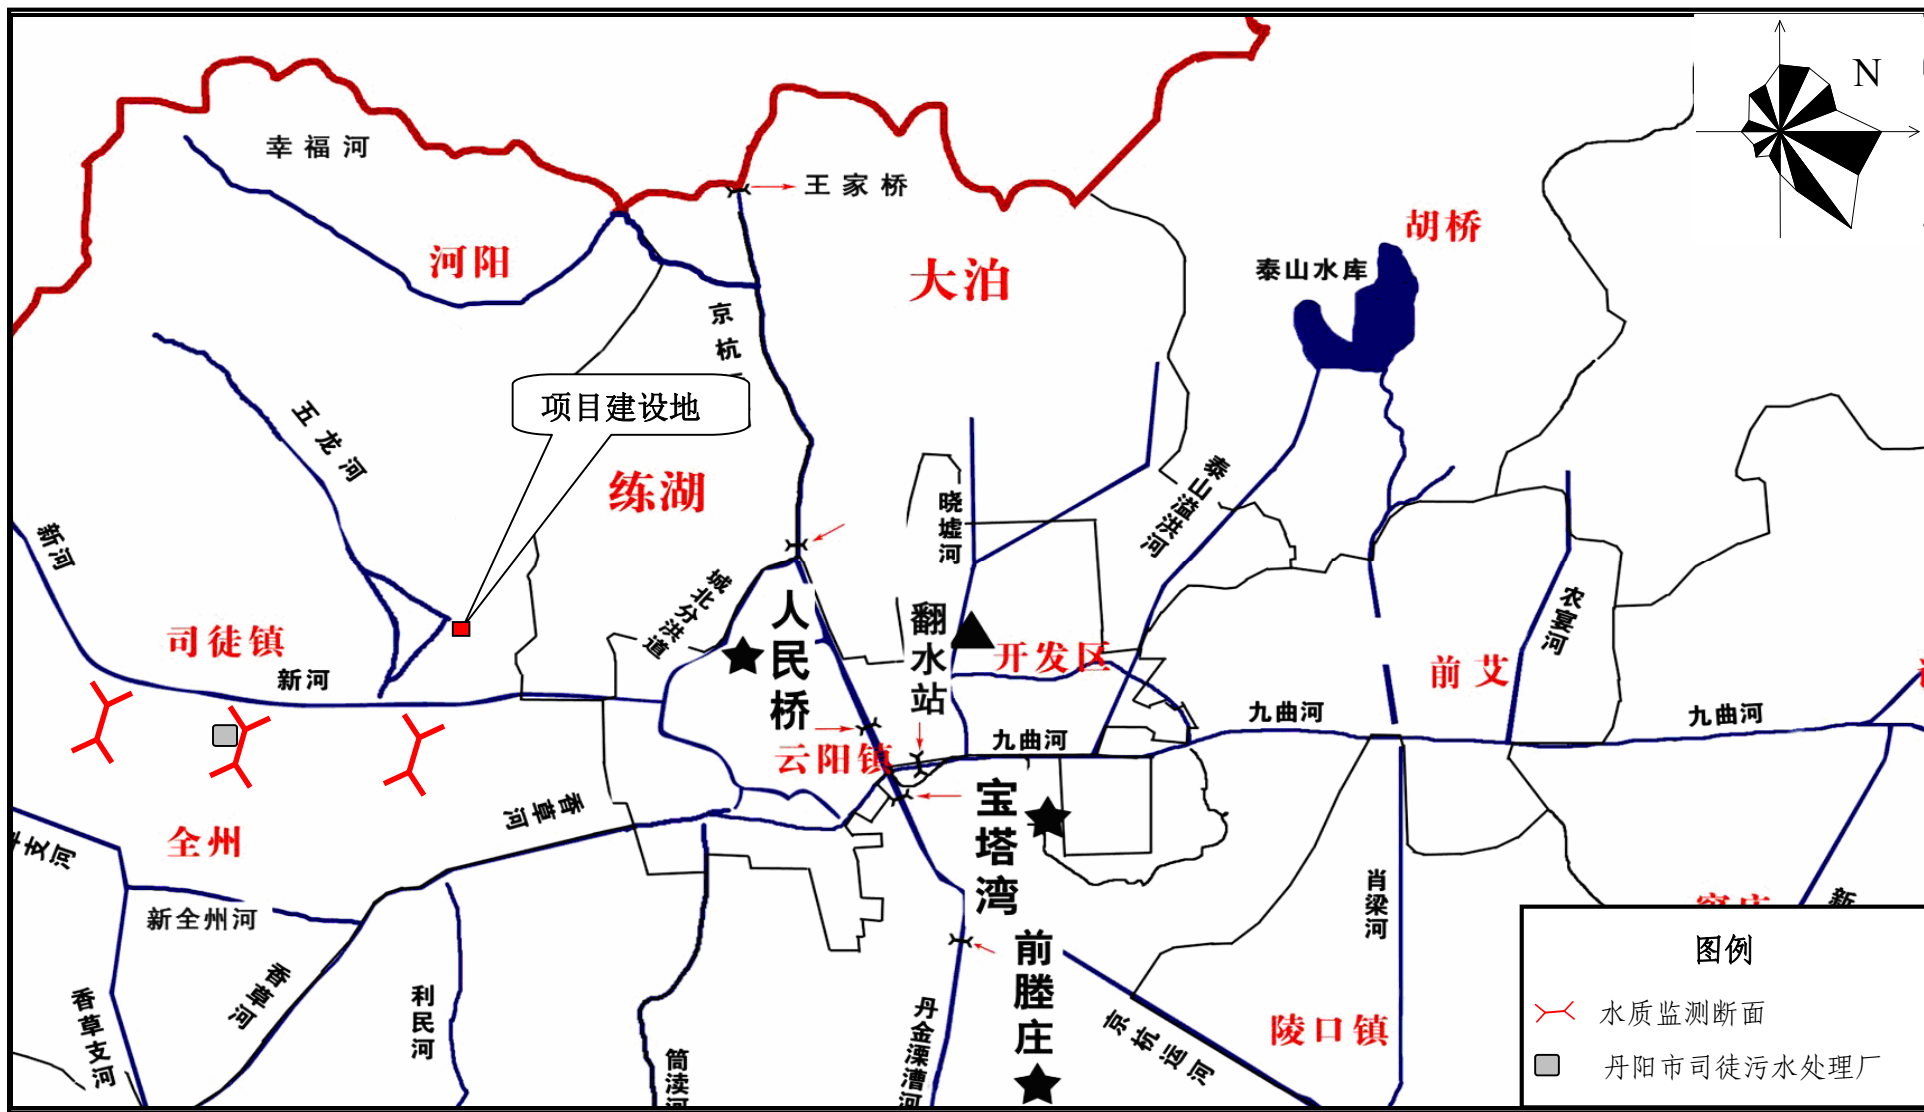 N
幸福河
王家桥
胡桥
河阳
大泊
泰山水库
京杭
项目建设地
五龙河
练湖
泰山溢洪河
晓墟河
新河
城北分洪道
人民桥
翻水站
农宴河
司徒镇
开发区
前艾
新河
九曲河
九曲河
九曲河
云阳镇
宝塔湾
香草河
全州
支河
肖梁河
新
新全州河
前塍庄
图例
香草河
香草支河
利民河
丹金溧漕河
京杭运河
陵口镇
水质监测断面
筒渎河
丹阳市司徒污水处理厂